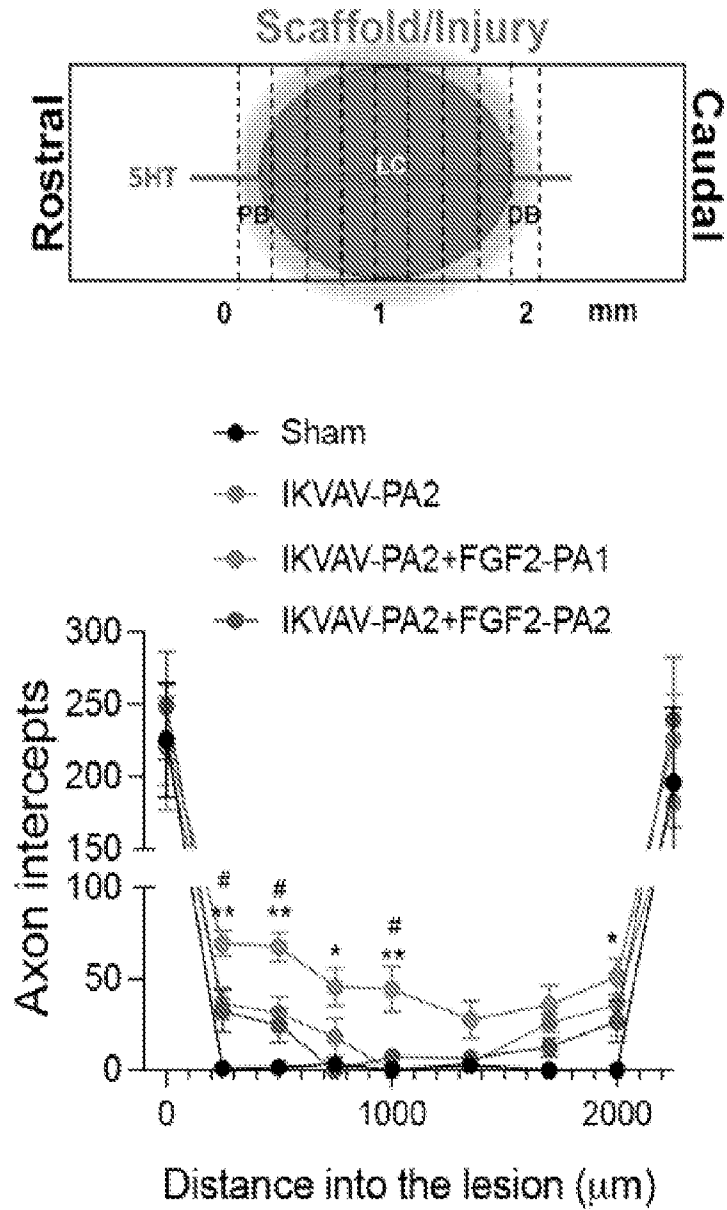 Scaffold/Injury
Rostral
Caudal
5HT
PB
LC
DB
0 1 2 mm
Sham
IKVAV-PA2
IKVAV-PA2+FGF2-PA1
IKVAV-PA2+FGF2-PA2
Axon intercepts
300
250
200
150
100
50
0
# # #
** ** * ** *
0 1000 2000
Distance into the lesion (μm)